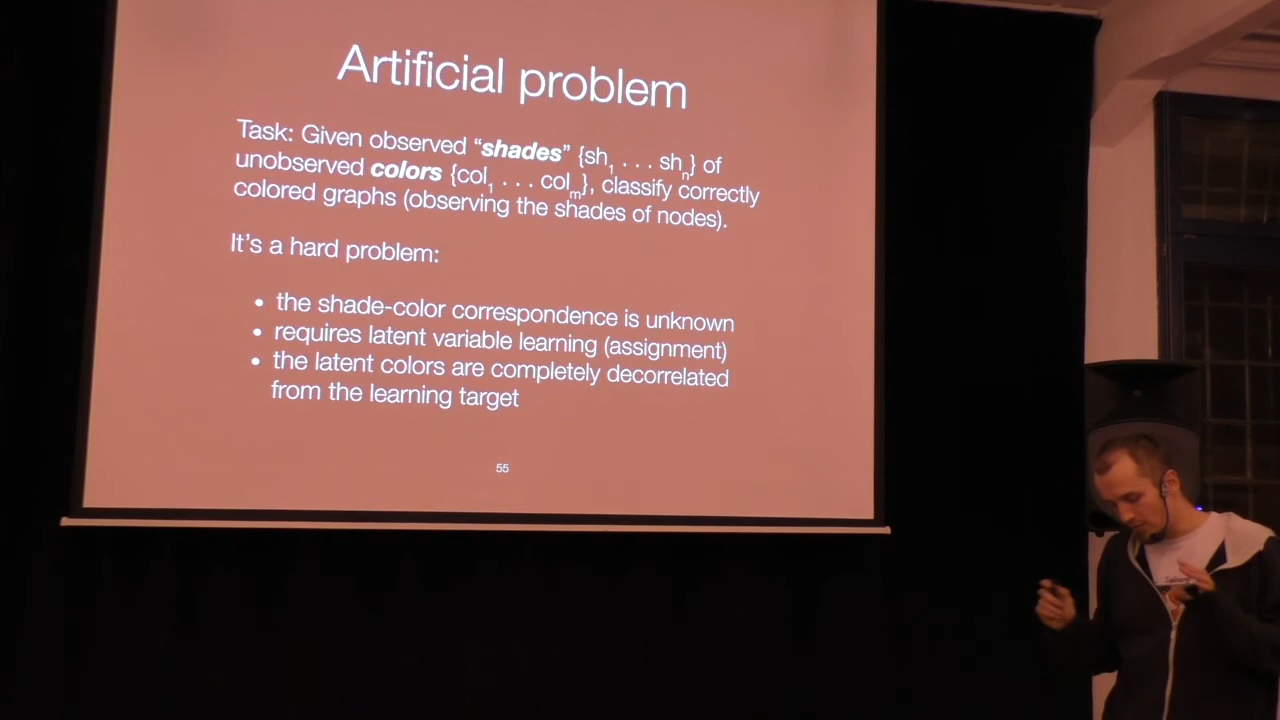 Artificial problem
Task: Given observed “shades” {sh₁ . . . shₙ} of
unobserved colors {col₁ . . . colₘ}, classify correctly
colored graphs (observing the shades of nodes).
It’s a hard problem:
• the shade-color correspondence is unknown
• requires latent variable learning (assignment)
• the latent colors are completely decorrelated
from the learning target
55